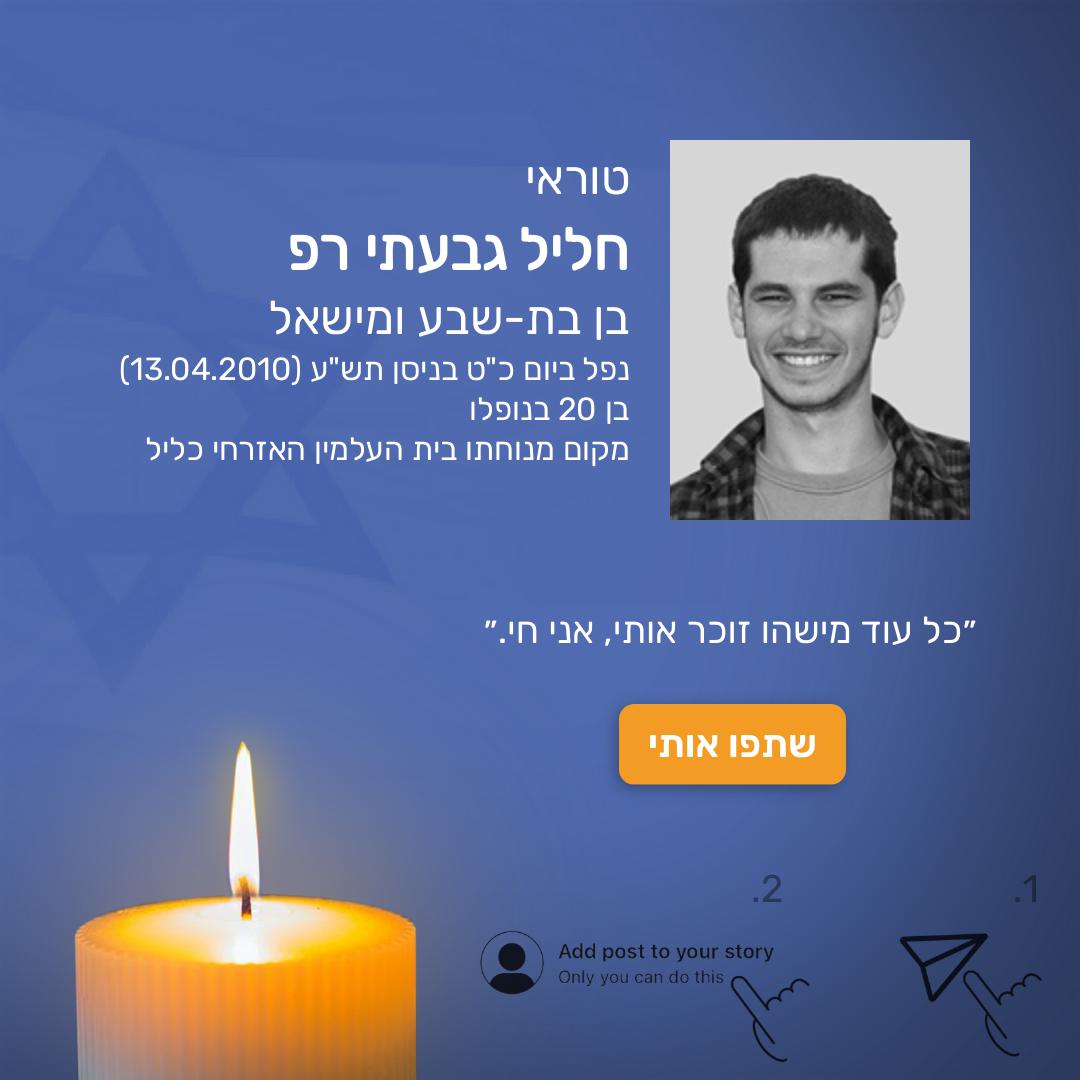 טוראי
חליל גבעתי רפ
בן בת-שבע ומישאל
נפל ביום כ"ט בניסן תש"ע (13.04.2010)
בן 20 בנופלו
מקום מנוחתו בית העלמין האזרחי כליל
״כל עוד מישהו זוכר אותי, אני חי.״
שתפו אותי
1.
2.
Add post to your story
Only you can do this